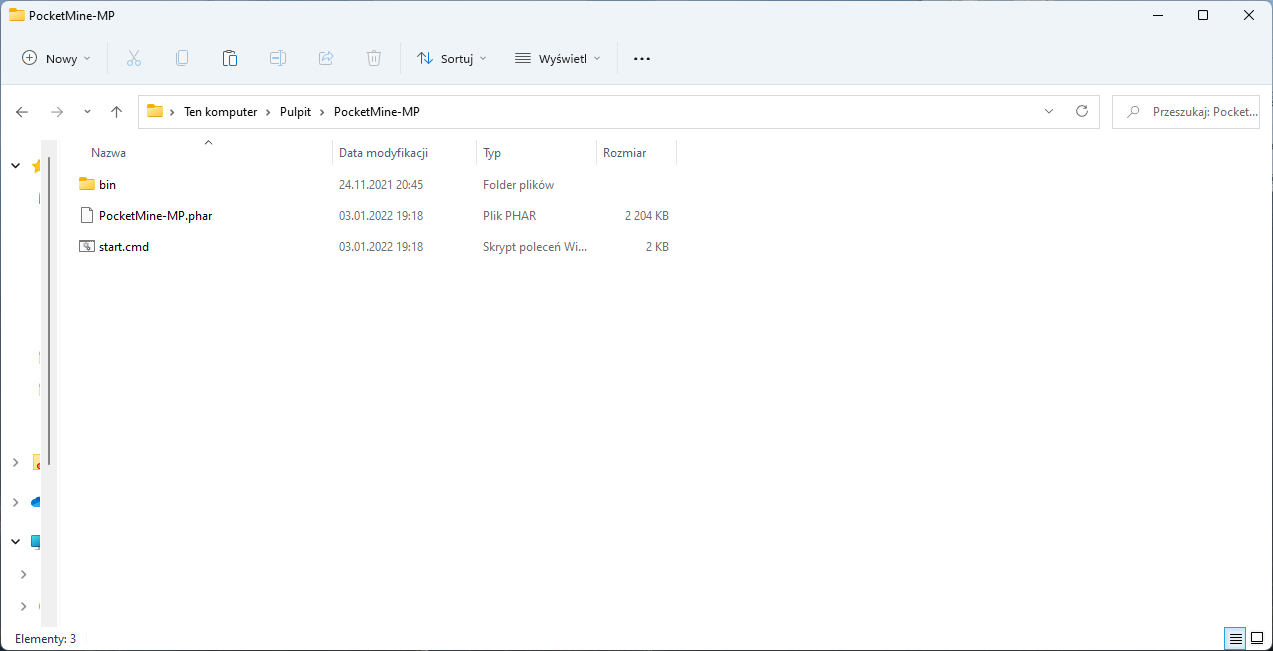 PocketMine-MP
Nowy Sortuj Wyświetl
Ten komputer Pulpit PocketMine-MP Przeszukaj: Pocket...
Nazwa Data modyfikacji Typ Rozmiar
bin 24.11.2021 20:45 Folder plików
PocketMine-MP.phar 03.01.2022 19:18 Plik PHAR 2 204 KB
start.cmd 03.01.2022 19:18 Skrypt poleceń Wi... 2 KB
Elementy: 3